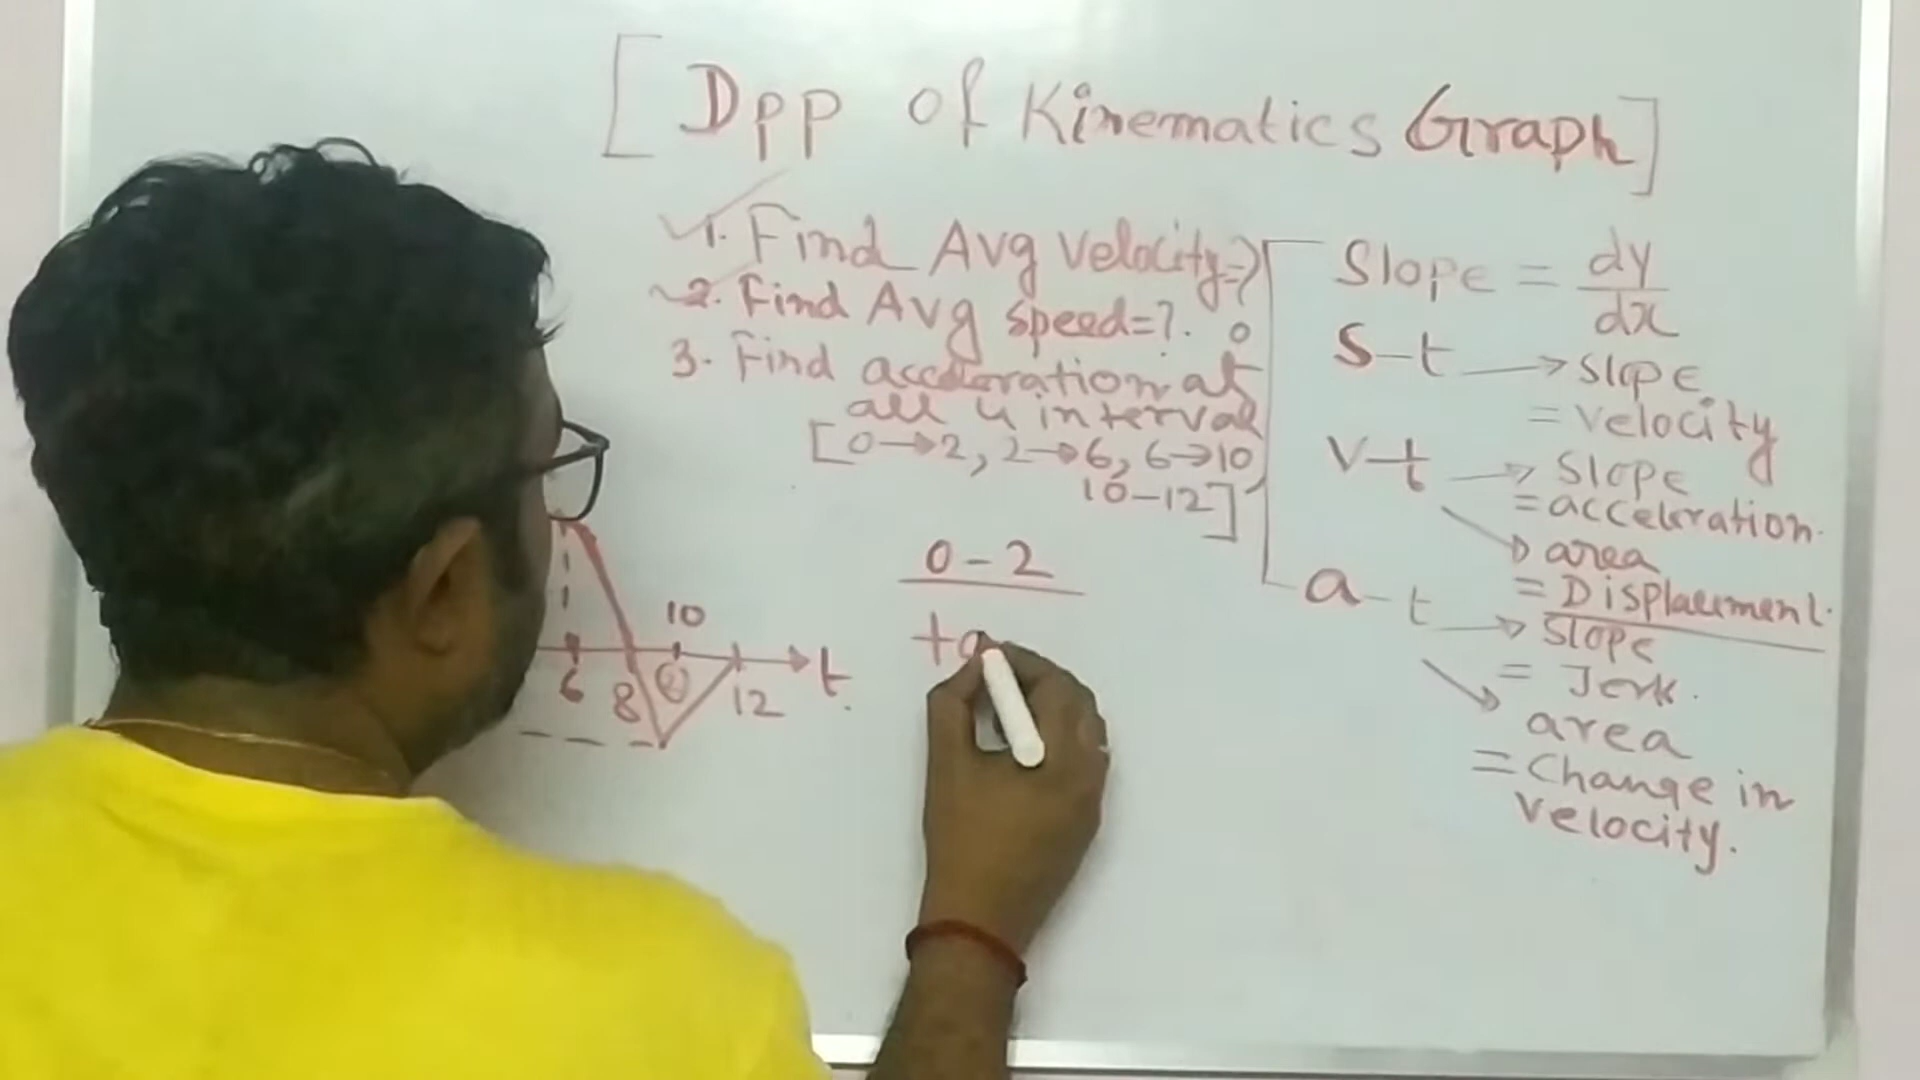 [ Dpp of Kinematics Graph ]
1. Find Avg velocity=?
2. Find Avg speed=?.
3. Find acceleration at
all 4 interval
[0→2, 2→6, 6→10
10-12]
Slope = dy/dx
S-t → slope
= velocity
V-t → slope
= acceleration.
→ area
= Displacement.
a-t → slope
= Jerk.
→ area
= Change in
velocity.
0-2
+a
10
6
8
12
t